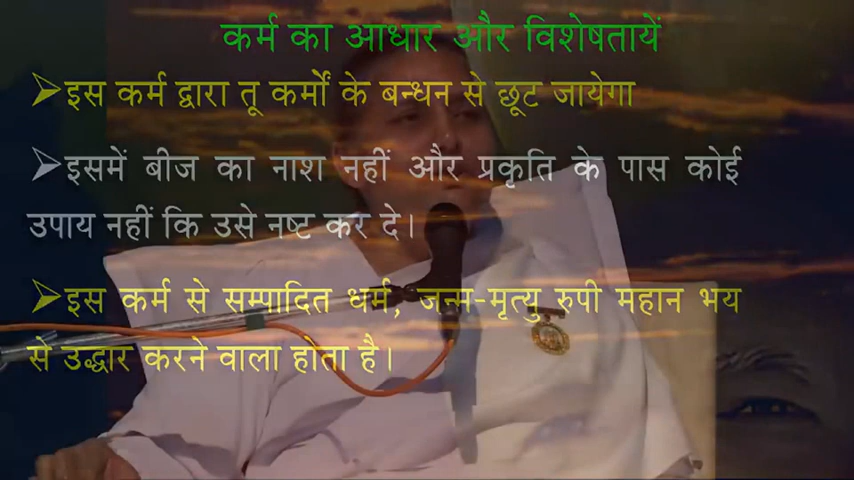 कर्म का आधार और विशेषतायें
➢इस कर्म द्वारा तू कर्मों के बन्धन से छूट जायेगा
➢इसमें बीज का नाश नहीं और प्रकृति के पास कोई
उपाय नहीं कि उसे नष्ट कर दे।
➢इस कर्म से सम्पादित धर्म, जन्म-मृत्यु रुपी महान भय
से उद्धार करने वाला होता है।